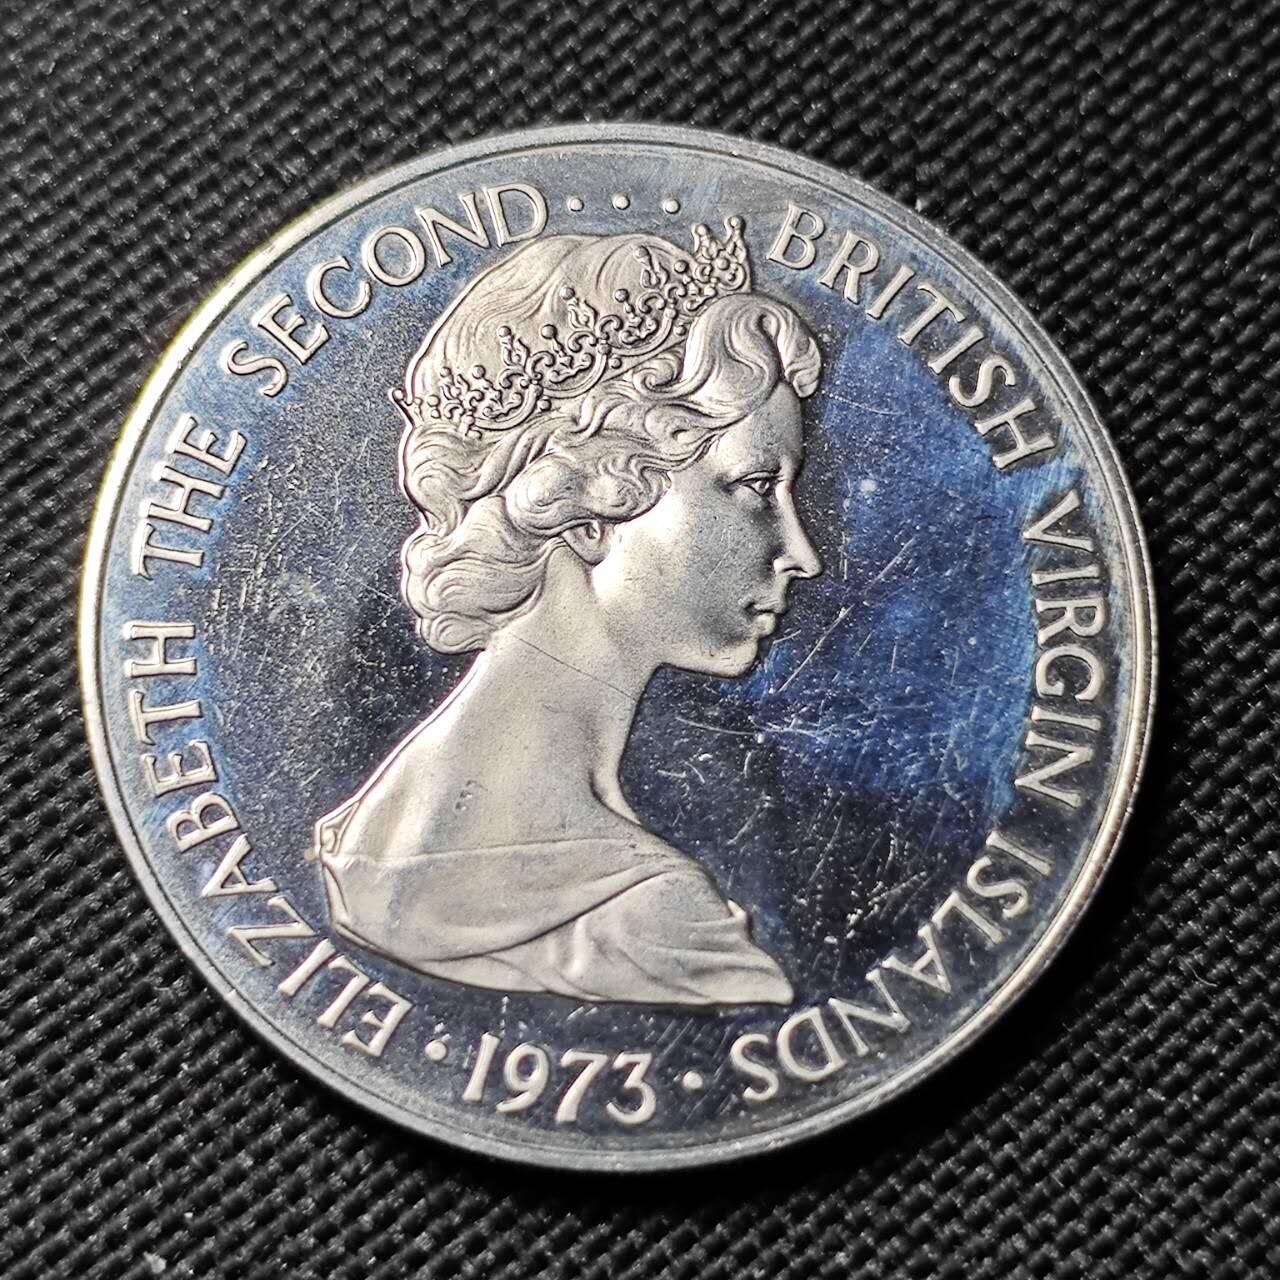 ELIZABETH THE SECOND... BRITISH VIRGIN ISLANDS
· 1973 ·